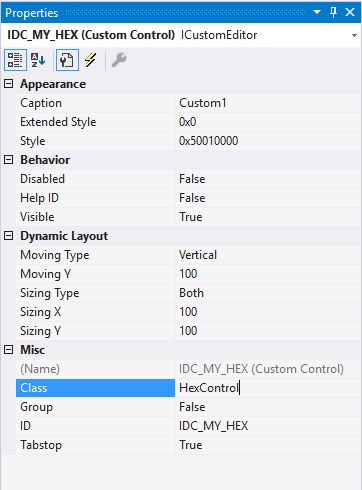 Properties
IDC_MY_HEX (Custom Control) ICustomEditor
Appearance
Caption Custom1
Extended Style 0x0
Style 0x50010000
Behavior
Disabled False
Help ID False
Visible True
Dynamic Layout
Moving Type Vertical
Moving Y 100
Sizing Type Both
Sizing X 100
Sizing Y 100
Misc
(Name) IDC_MY_HEX (Custom Control)
Class HexControl
Group False
ID IDC_MY_HEX
Tabstop True